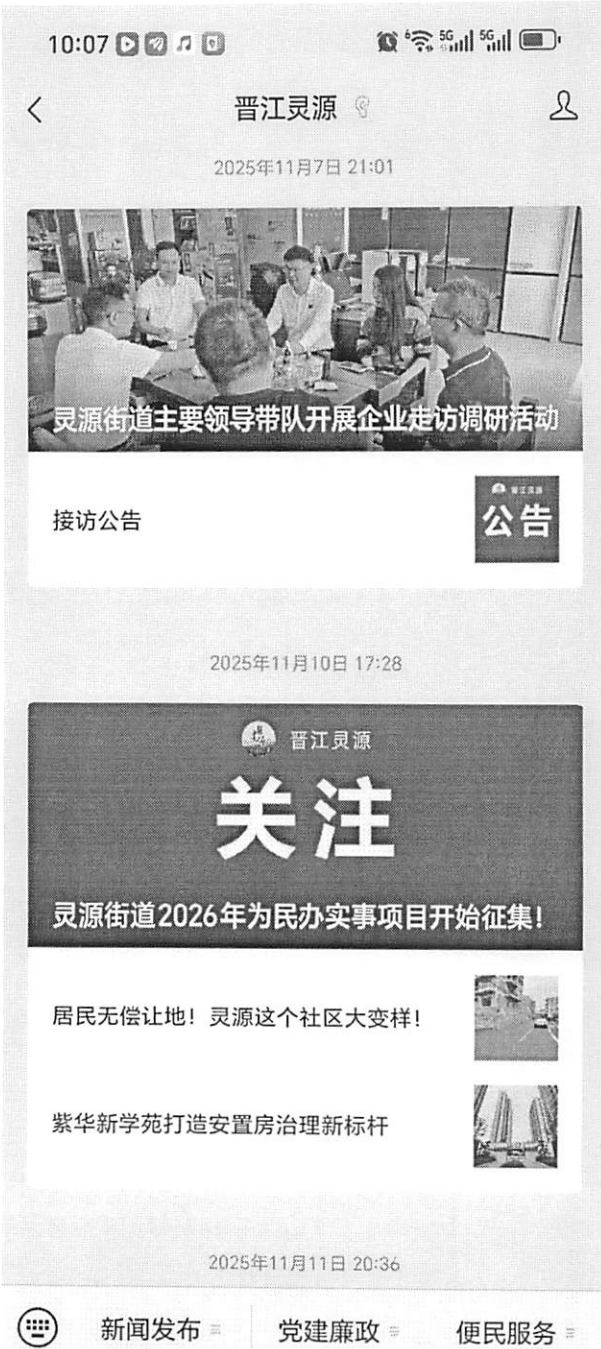 10:07
6
5G
5G
晋江灵源
2025年11月7日 21:01
灵源街道主要领导带队开展企业走访调研活动
接访公告
晋江灵源
公告
2025年11月10日 17:28
晋江灵源
关注
灵源街道2026年为民办实事项目开始征集!
居民无偿让地!灵源这个社区大变样!
紫华新学苑打造安置房治理新标杆
2025年11月11日 20:36
新闻发布
党建廉政
便民服务